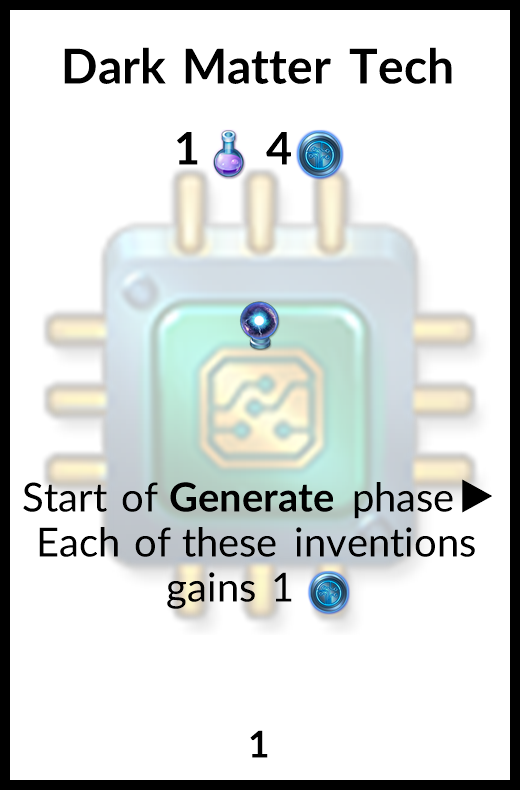 Dark Matter Tech
1 4
Start of Generate phase▶
Each of these inventions
gains 1
1